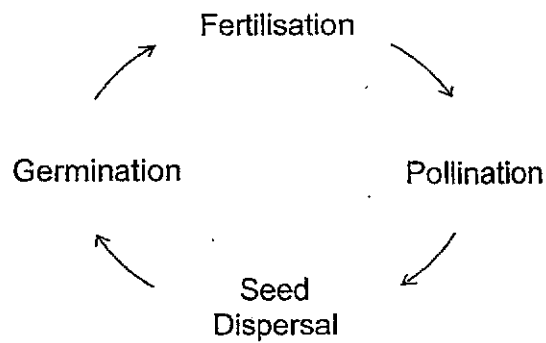 Fertilisation
Germination
Pollination
Seed
Dispersal